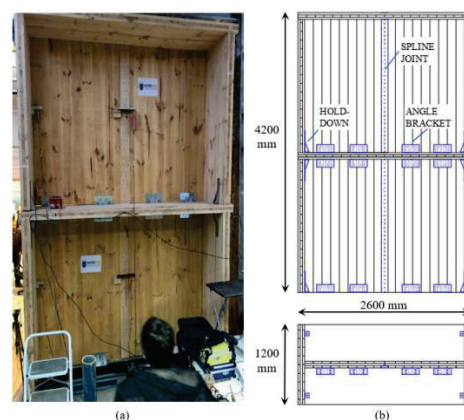 4200
mm
SPLINE
JOINT
HOLD-
DOWN
ANGLE
BRACKET
2600 mm
1200
mm
(a)
(b)